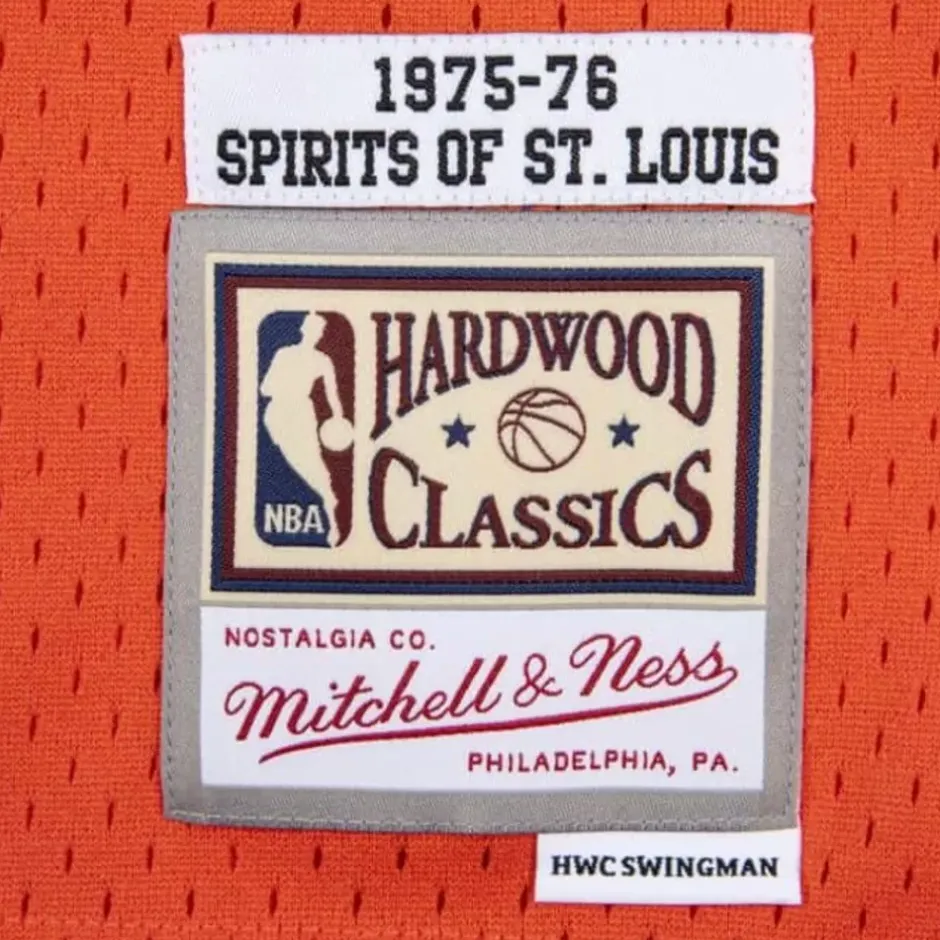 1975-76
SPIRITS OF ST. LOUIS
HARDWOOD
CLASSICS
NBA
NOSTALGIA CO.
Mitchell & Ness
PHILADELPHIA, PA.
HWC SWINGMAN